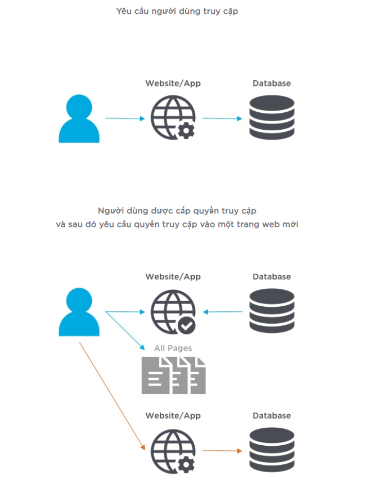 Yêu cầu người dùng truy cập
Website/App
Database
Người dùng được cấp quyền truy cập
và sau đó yêu cầu quyền truy cập vào một trang web mới
Website/App
Database
All Pages
Website/App
Database